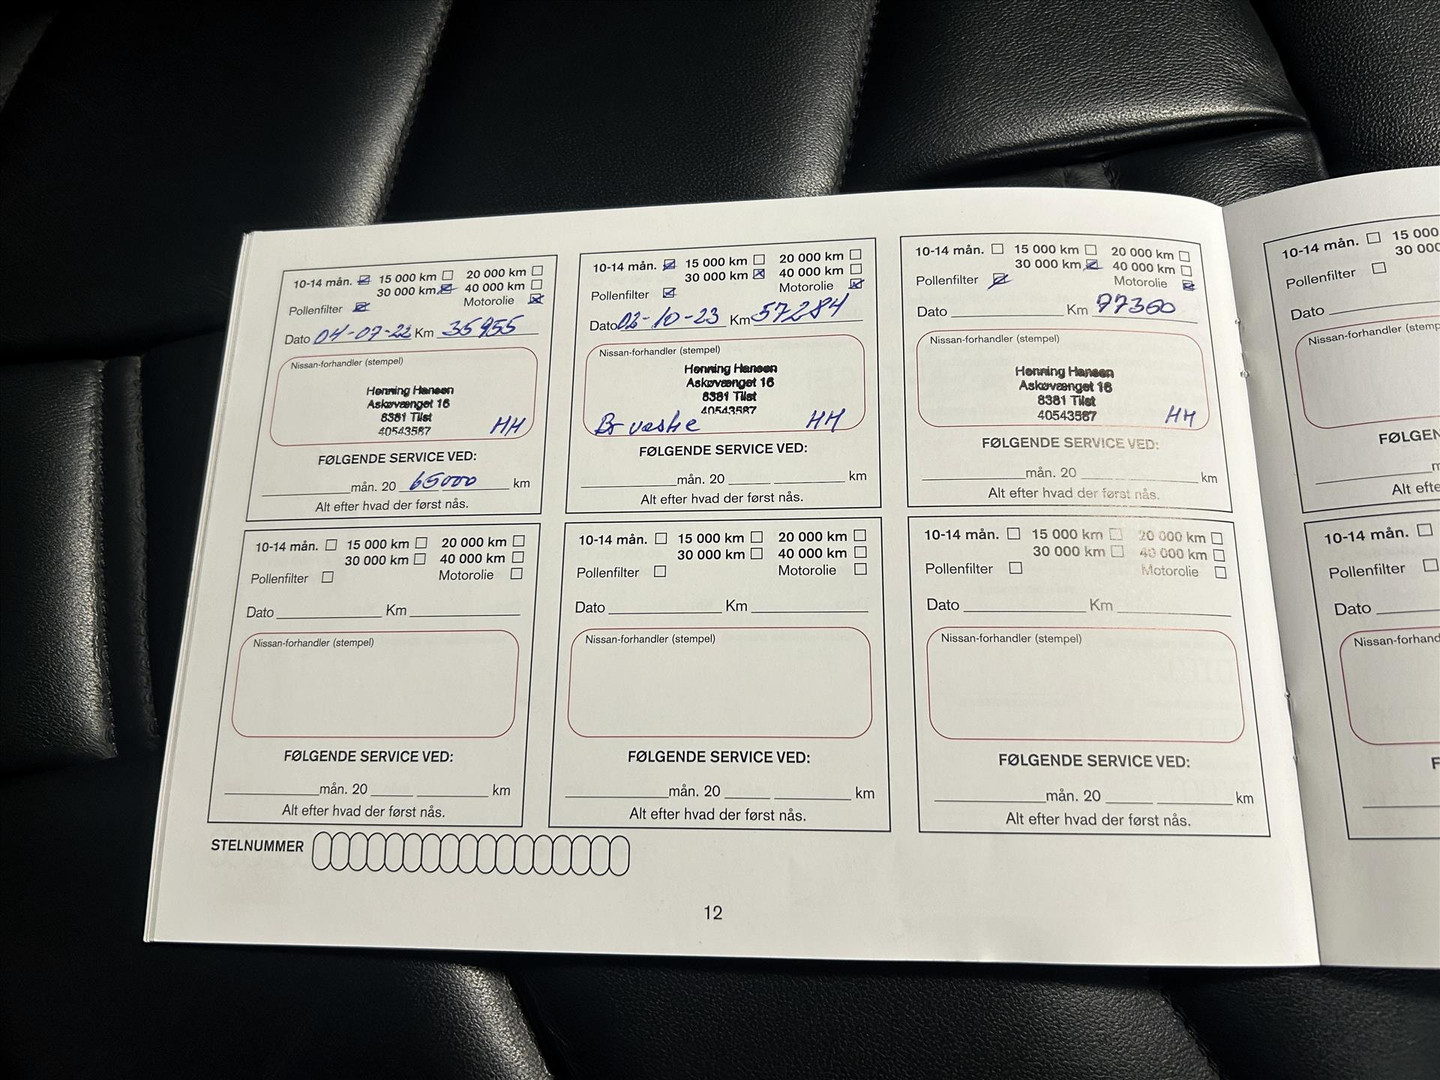 10-14 mån. 15 000 km 20 000 km
30 000 km 40 000 km
Pollenfilter Motorolie
Dato 04-07-22 Km 35955
Nissan-forhandler (stempel)
Henning Hansen
Askøvænget 16
8381 Tilst
40543587
HH
FØLGENDE SERVICE VED:
mån. 20 65000 km
Alt efter hvad der først nås.
10-14 mån. 15 000 km 20 000 km
30 000 km 40 000 km
Pollenfilter Motorolie
Dato 02-10-23 Km 57284
Nissan-forhandler (stempel)
Henning Hansen
Askøvænget 16
8381 Tilst
40543587
HH
FØLGENDE SERVICE VED:
mån. 20 km
Alt efter hvad der først nås.
10-14 mån. 15 000 km 20 000 km
30 000 km 40 000 km
Pollenfilter Motorolie
Dato Km 77360
Nissan-forhandler (stempel)
Henning Hansen
Askøvænget 16
8381 Tilst
40543587
HH
FØLGENDE SERVICE VED:
mån. 20 km
Alt efter hvad der først nås.
10-14 mån. 15 000
30 000
Pollenfilter
Dato
Nissan-forhandler
FØLGEN
Alt efte
10-14 mån. 15 000 km 20 000 km
30 000 km 40 000 km
Pollenfilter Motorolie
Dato Km
Nissan-forhandler (stempel)
FØLGENDE SERVICE VED:
mån. 20 km
Alt efter hvad der først nås.
10-14 mån. 15 000 km 20 000 km
30 000 km 40 000 km
Pollenfilter Motorolie
Dato Km
Nissan-forhandler (stempel)
FØLGENDE SERVICE VED:
mån. 20 km
Alt efter hvad der først nås.
10-14 mån. 15 000 km 20 000 km
30 000 km 40 000 km
Pollenfilter Motorolie
Dato Km
Nissan-forhandler (stempel)
FØLGENDE SERVICE VED:
mån. 20 km
Alt efter hvad der først nås.
10-14 mån.
Pollenfilter
Dato
Nissan-forhand
F
STELNUMMER
12